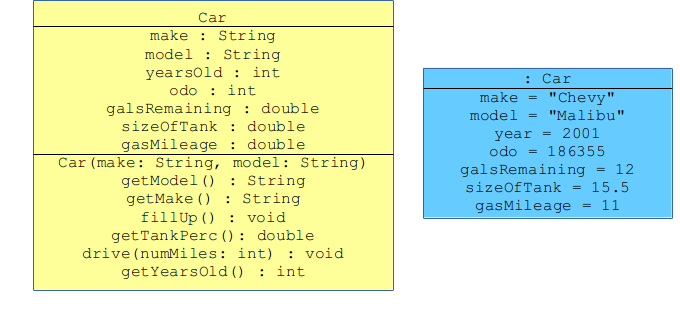 Car
make : String
model : String
yearsOld : int
odo : int
galsRemaining : double
sizeOfTank : double
gasMileage : double
Car(make: String, model: String)
getModel() : String
getMake() : String
fillUp() : void
getTankPerc(): double
drive(numMiles: int) : void
getYearsOld() : int
: Car
make = "Chevy"
model = "Malibu"
year = 2001
odo = 186355
galsRemaining = 12
sizeOfTank = 15.5
gasMileage = 11